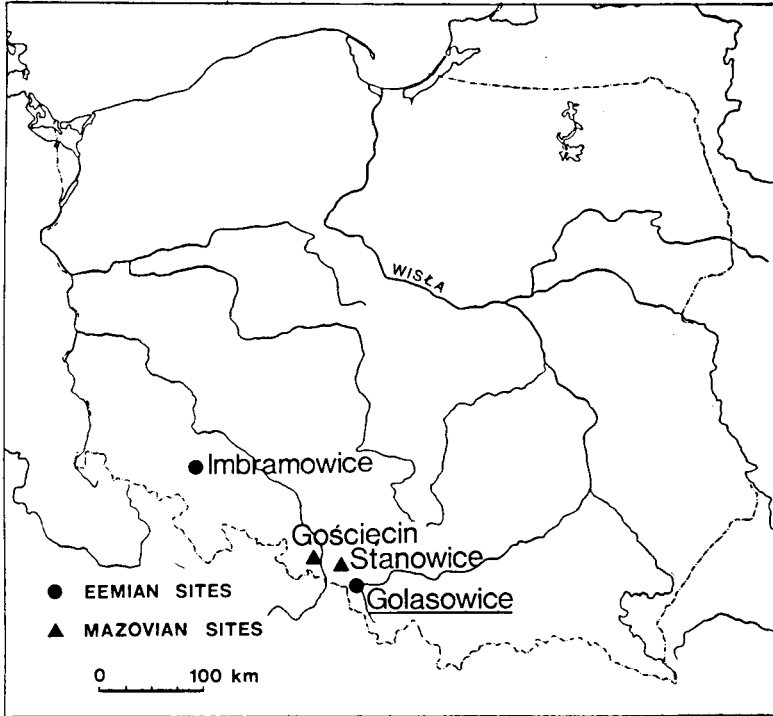 WISŁA
Imbramowice
Gościęcin
Stanowice
Golasowice
● EEMIAN SITES
▲ MAZOVIAN SITES
0 100 km